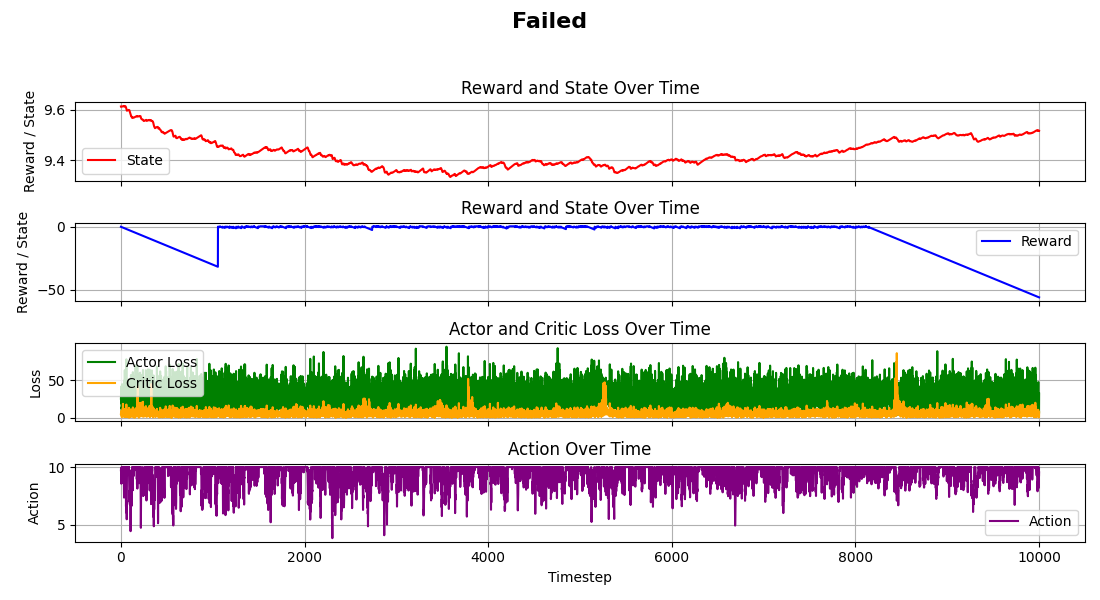 Failed
Reward and State Over Time
Reward / State
9.6
9.4
State
Reward and State Over Time
Reward / State
0
−50
Reward
Actor and Critic Loss Over Time
Loss
50
0
Actor Loss
Critic Loss
Action Over Time
Action
10
5
Action
0 2000 4000 6000 8000 10000
Timestep